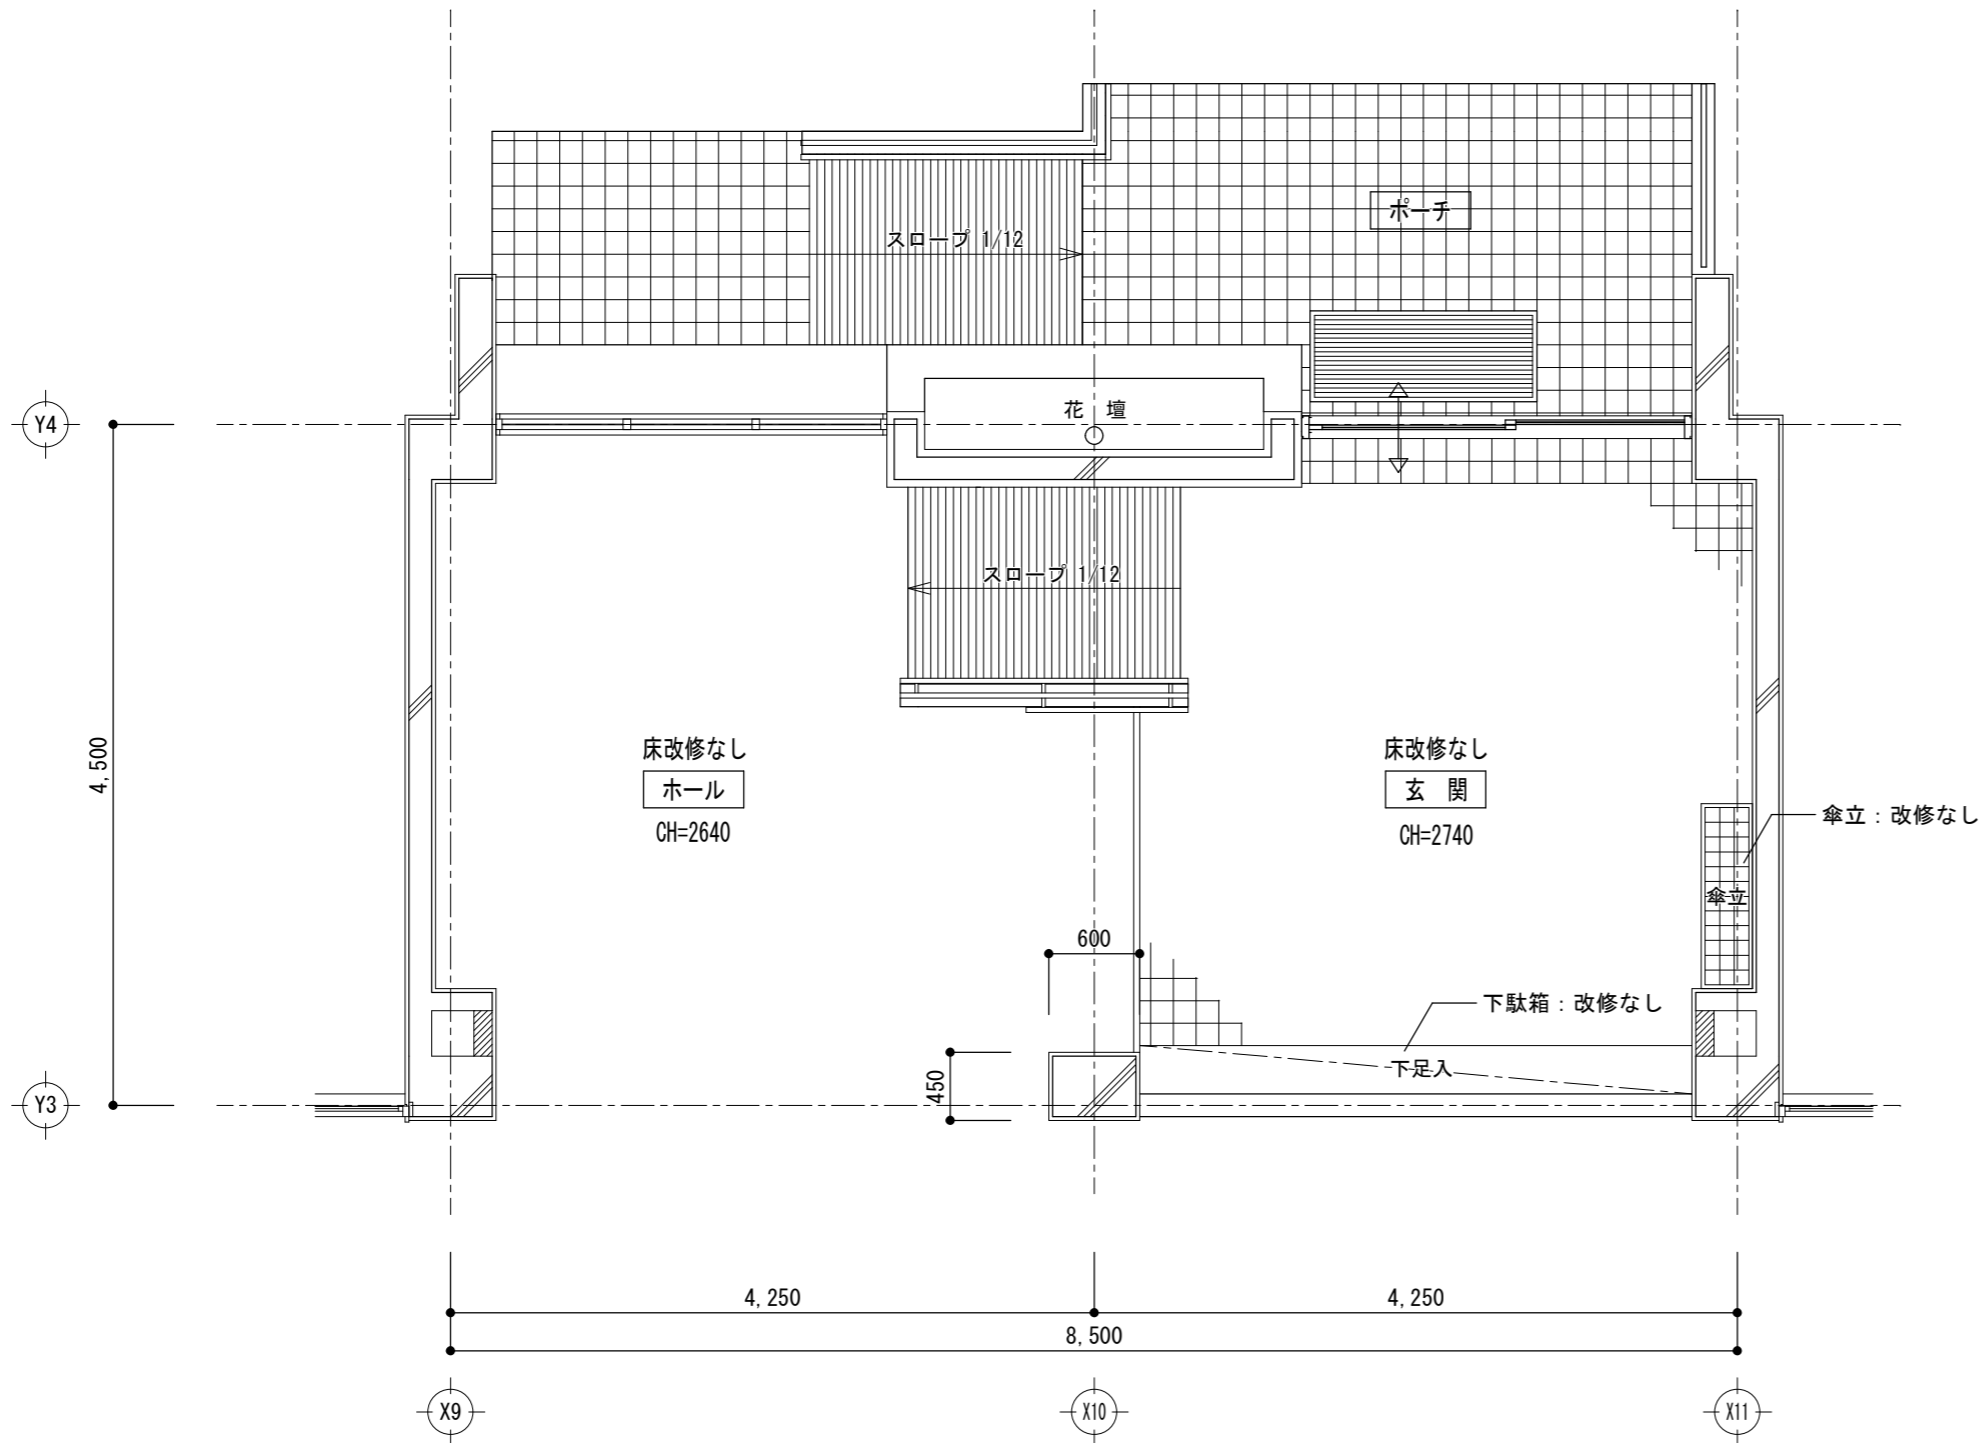 ポーチ
スロープ 1/12
花 壇
Y4
スロープ 1/12
4,500
床改修なし
ホール
CH=2640
床改修なし
玄 関
CH=2740
傘立：改修なし
傘立
600
下駄箱：改修なし
下足入
450
Y3
4,250
4,250
8,500
X9
X10
X11